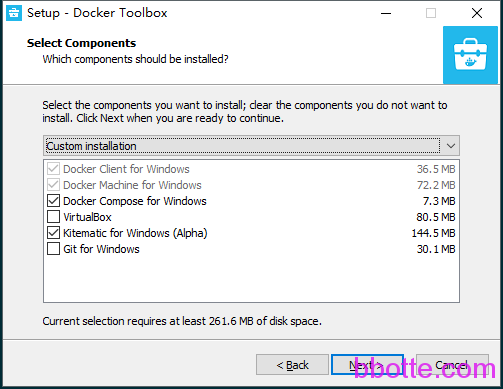 Setup - Docker Toolbox
Select Components
Which components should be installed?
Select the components you want to install; clear the components you do not want to
install. Click Next when you are ready to continue.
Custom installation
Docker Client for Windows 36.5 MB
Docker Machine for Windows 72.2 MB
Docker Compose for Windows 7.3 MB
VirtualBox 80.5 MB
Kitematic for Windows (Alpha) 144.5 MB
Git for Windows 30.1 MB
Current selection requires at least 261.6 MB of disk space.
< Back Next > Cancel
bbotte.com